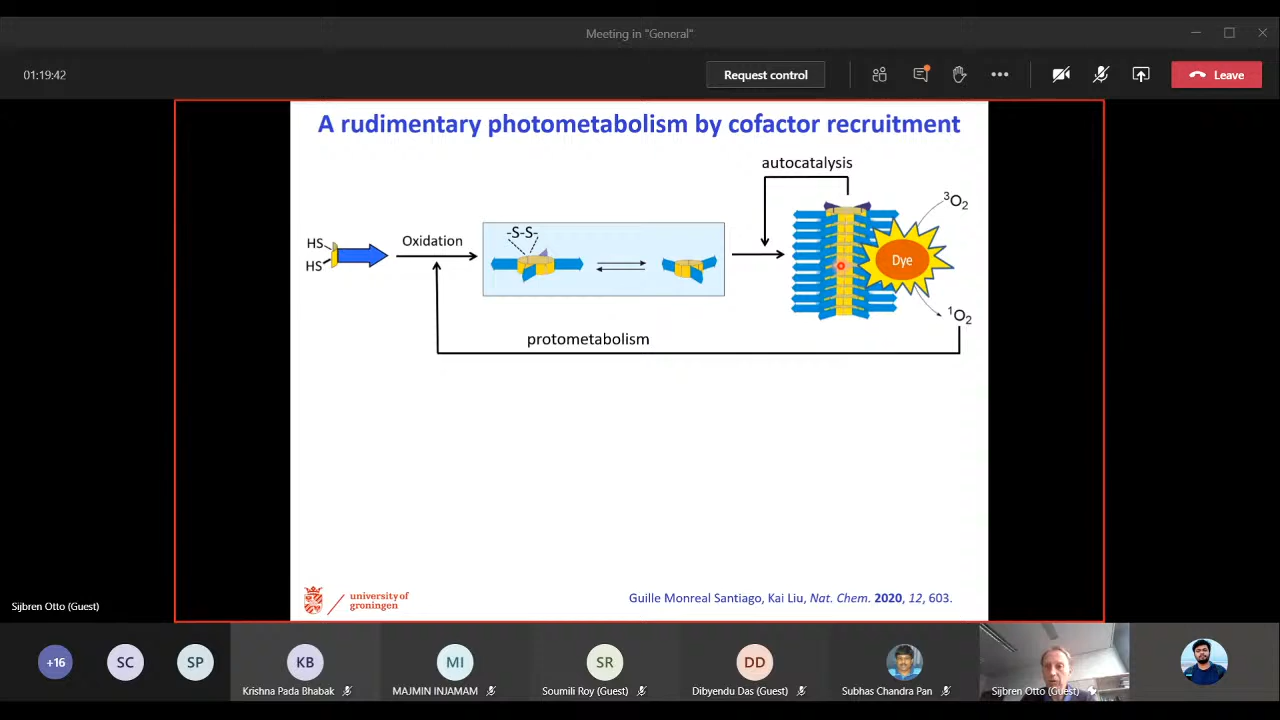 Meeting in "General"
01:19:42
Request control
Leave
A rudimentary photometabolism by cofactor recruitment
autocatalysis
³O₂
HS
HS
Oxidation
-S-S-
Dye
¹O₂
protometabolism
university of
groningen
Guille Monreal Santiago, Kai Liu, Nat. Chem. 2020, 12, 603.
Sijbren Otto (Guest)
+16
SC
SP
KB
MI
SR
DD
Krishna Pada Bhabak
MAJMIN INJAMAM
Soumili Roy (Guest)
Dibyendu Das (Guest)
Subhas Chandra Pan
Sijbren Otto (Guest)